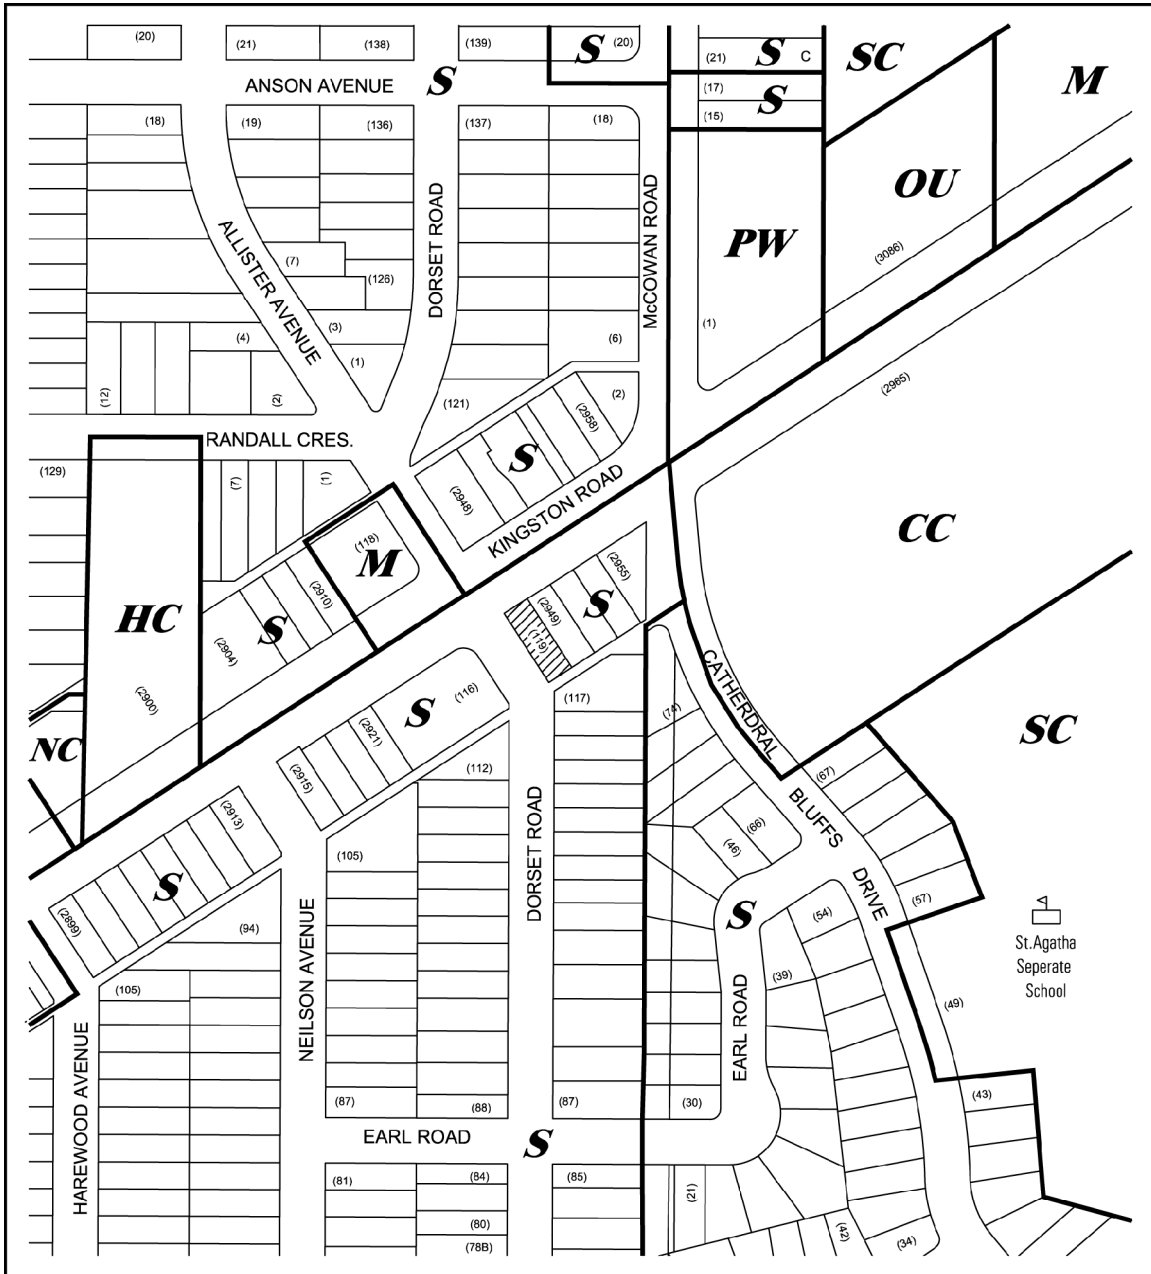 (20)
(21)
(138)
(139)
S
(20)
(21)
S
C
SC
M
ANSON AVENUE
S
(17)
S
(15)
(18)
(19)
(136)
(137)
(18)
OU
ALLISTER AVENUE
DORSET ROAD
McCOWAN ROAD
PW
(3086)
(7)
(126)
(4)
(3)
(1)
(6)
(1)
(2965)
(12)
(2)
(121)
(2958)
(2)
RANDALL CRES.
S
(129)
(7)
(1)
(2948)
KINGSTON ROAD
CC
(118)
M
(2955)
HC
(2910)
S
(2904)
(2949)
S
(119)
CATHERDRAL
(2900)
(116)
(117)
S
(74)
NC
(2921)
SC
(2915)
(112)
(67)
(2913)
BLUFFS
(66)
(46)
(105)
DORSET ROAD
S
DRIVE
(57)
(2899)
(54)
S
(94)
NEILSON AVENUE
St.Agatha
Seperate
School
(39)
(105)
(49)
HAREWOOD AVENUE
EARL ROAD
(87)
(88)
(87)
(30)
(43)
EARL ROAD
S
(81)
(84)
(85)
(21)
(80)
(42)
(34)
(78B)